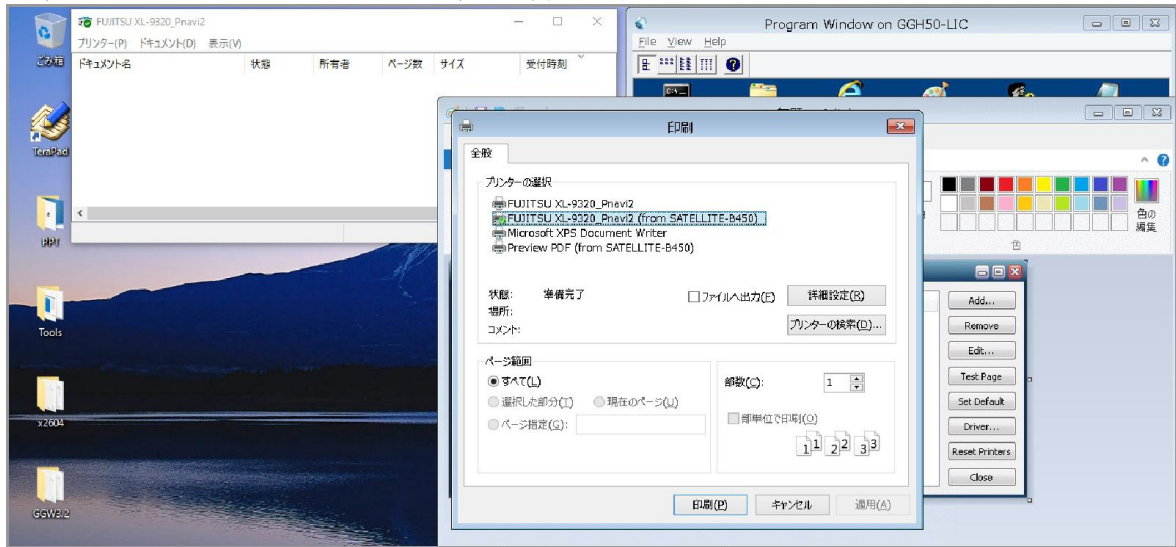 FUJITSU XL-9320_Pnavi2
プリンター(P) ドキュメント(D) 表示(V)
ドキュメント名 状態 所有者 ページ数 サイズ 受付時刻
ごみ箱
TeraPad
PPT
Tools
x2604
GGW3.2
Program Window on GGH50-LIC
File View Help
印刷
全般
プリンターの選択
FUJITSU XL-9320_Pnavi2
FUJITSU XL-9320_Pnavi2 (from SATELLITE-B450)
Microsoft XPS Document Writer
Preview PDF (from SATELLITE-B450)
状態: 準備完了
ファイルへ出力(F)
詳細設定(R)
場所:
コメント:
プリンターの検索(D)...
ページ範囲
すべて(L)
選択した部分(T) 現在のページ(U)
ページ指定(G):
部数(C): 1
部単位で印刷(O)
11 22 33
印刷(P) キャンセル 適用(A)
色の
編集
色
Add...
Remove
Edit...
Test Page
Set Default
Driver...
Reset Printers
Close